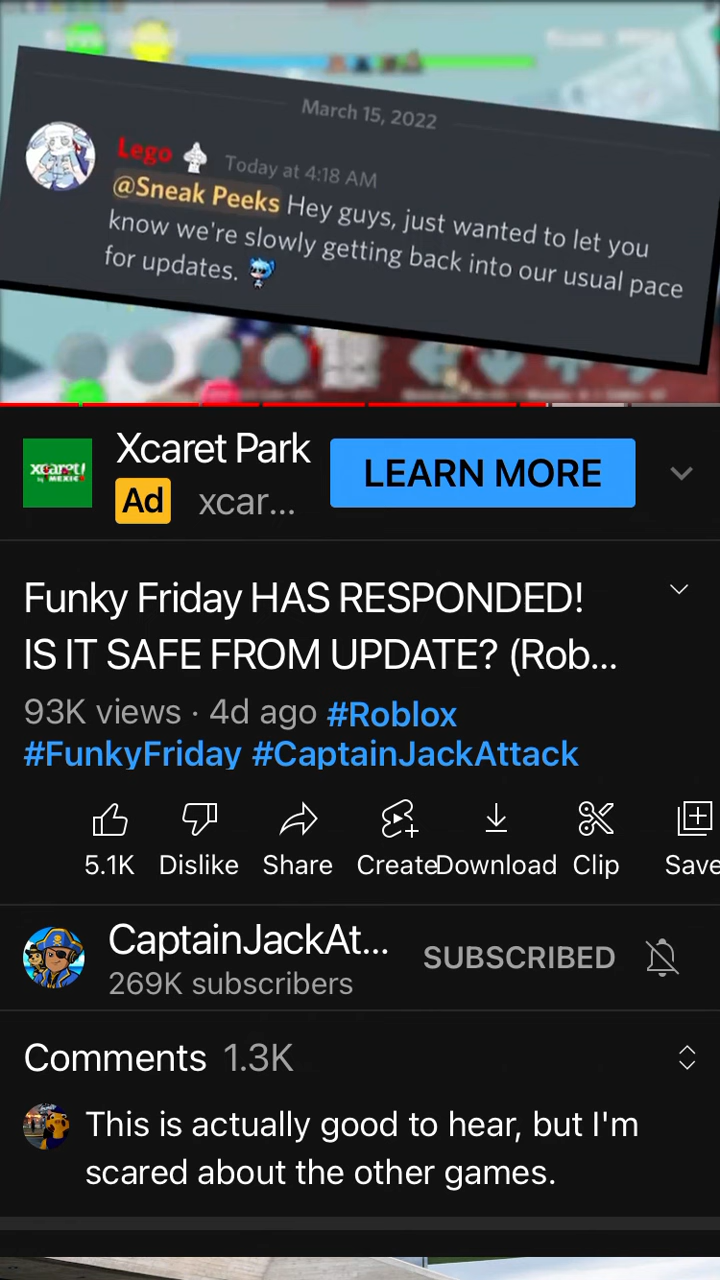 March 15, 2022
Lego Today at 4:18 AM
@Sneak Peeks Hey guys, just wanted to let you
know we're slowly getting back into our usual pace
for updates.
xcaret!
by MEXICO
Xcaret Park
Ad xcar...
LEARN MORE
Funky Friday HAS RESPONDED!
IS IT SAFE FROM UPDATE? (Rob...
93K views · 4d ago #Roblox
#FunkyFriday #CaptainJackAttack
5.1K Dislike Share Create Download Clip Save
CaptainJackAt...
269K subscribers
SUBSCRIBED
Comments 1.3K
This is actually good to hear, but I'm
scared about the other games.